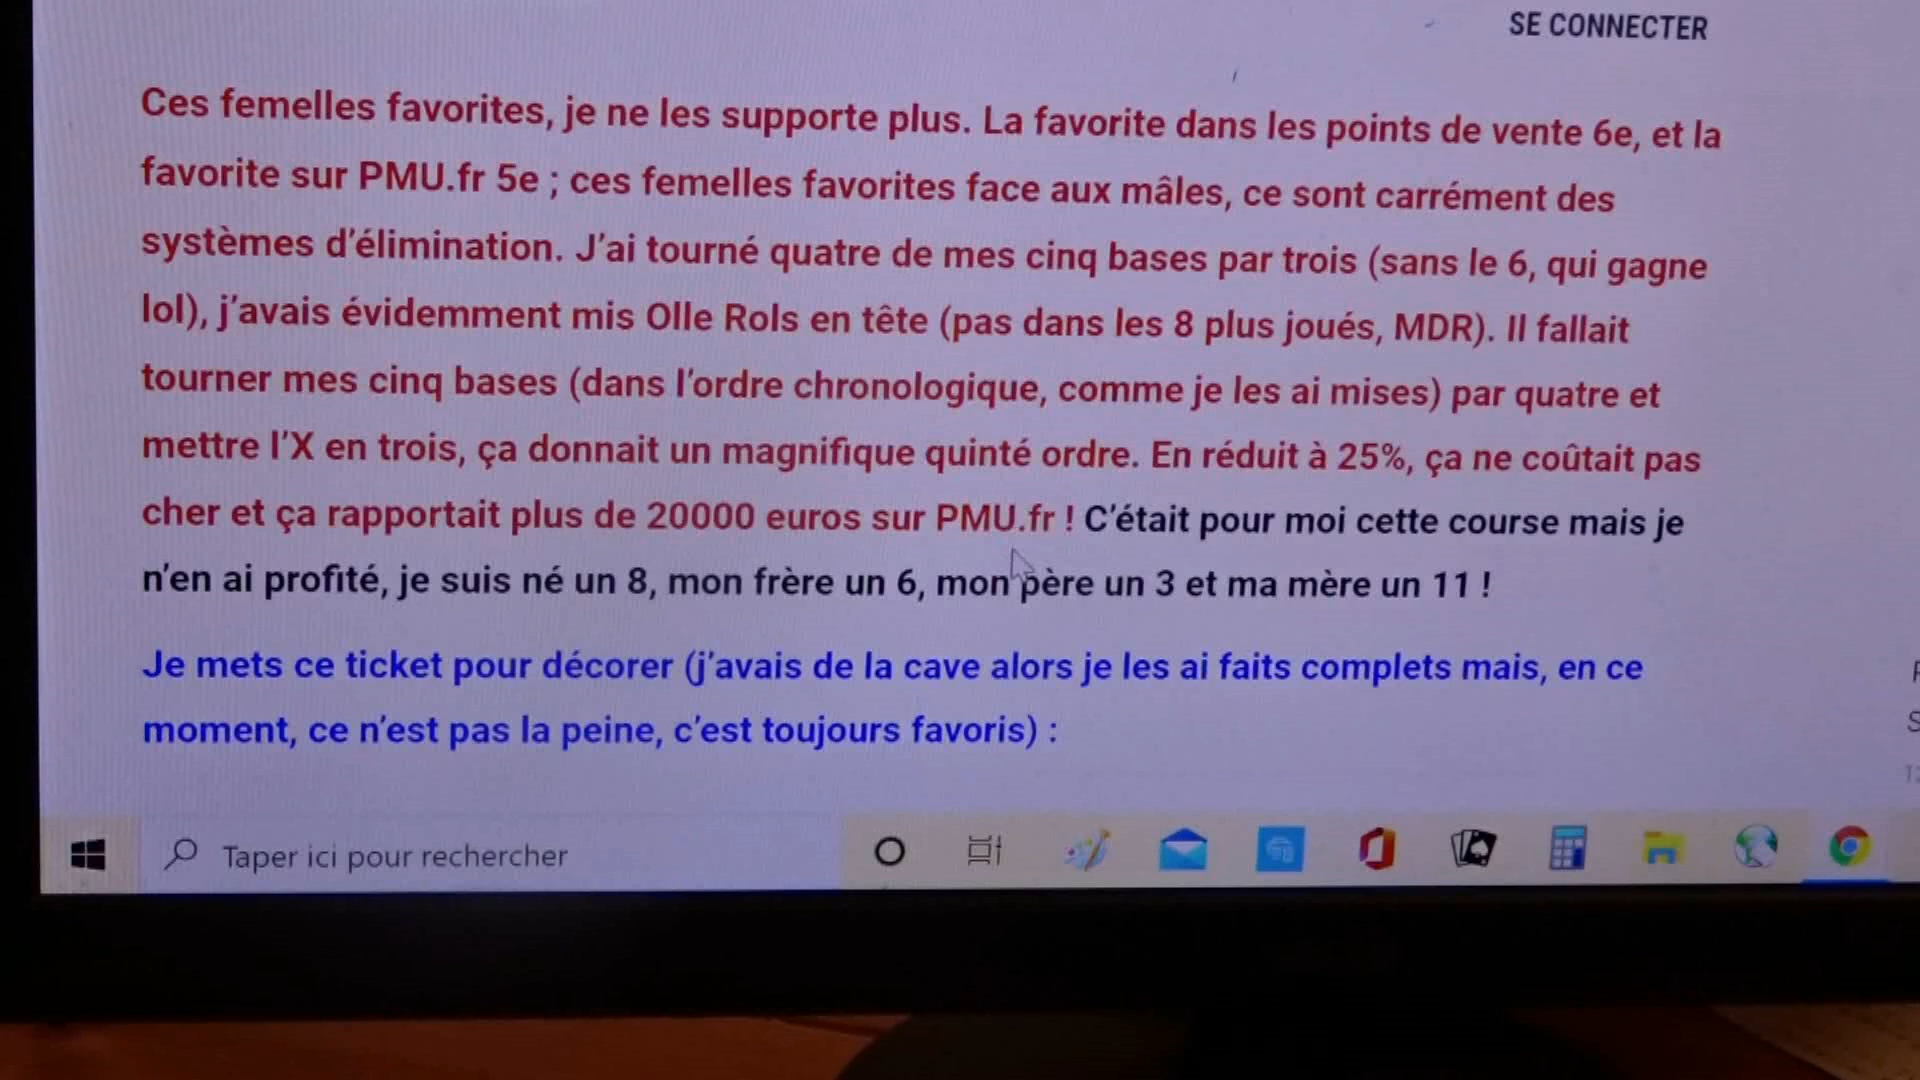 SE CONNECTER
Ces femelles favorites, je ne les supporte plus. La favorite dans les points de vente 6e, et la
favorite sur PMU.fr 5e ; ces femelles favorites face aux mâles, ce sont carrément des
systèmes d'élimination. J'ai tourné quatre de mes cinq bases par trois (sans le 6, qui gagne
lol), j'avais évidemment mis Olle Rols en tête (pas dans les 8 plus joués, MDR). Il fallait
tourner mes cinq bases (dans l'ordre chronologique, comme je les ai mises) par quatre et
mettre l'X en trois, ça donnait un magnifique quinté ordre. En réduit à 25%, ça ne coûtait pas
cher et ça rapportait plus de 20000 euros sur PMU.fr ! C'était pour moi cette course mais je
n'en ai profité, je suis né un 8, mon frère un 6, mon père un 3 et ma mère un 11 !
Je mets ce ticket pour décorer (j'avais de la cave alors je les ai faits complets mais, en ce
moment, ce n'est pas la peine, c'est toujours favoris) :
Taper ici pour rechercher